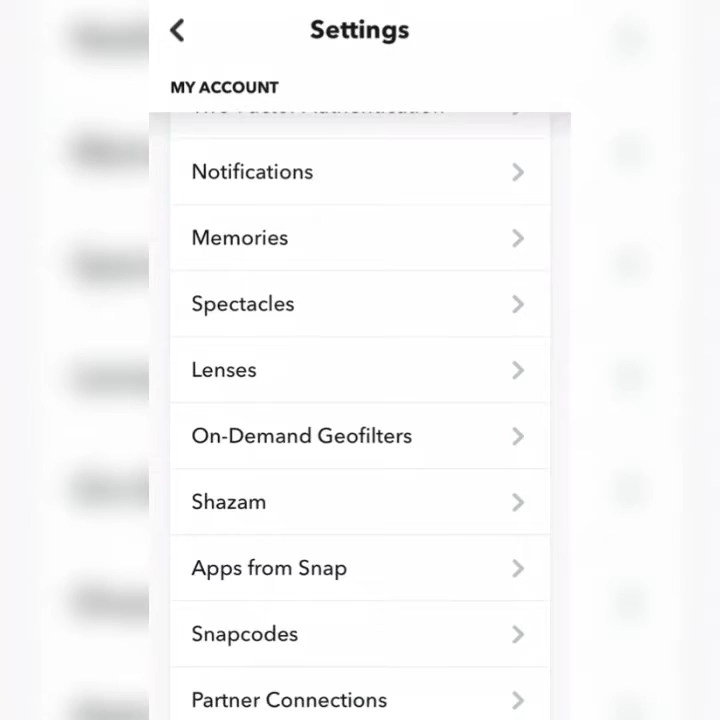 Settings
MY ACCOUNT
Notifications
Memories
Spectacles
Lenses
On-Demand Geofilters
Shazam
Apps from Snap
Snapcodes
Partner Connections